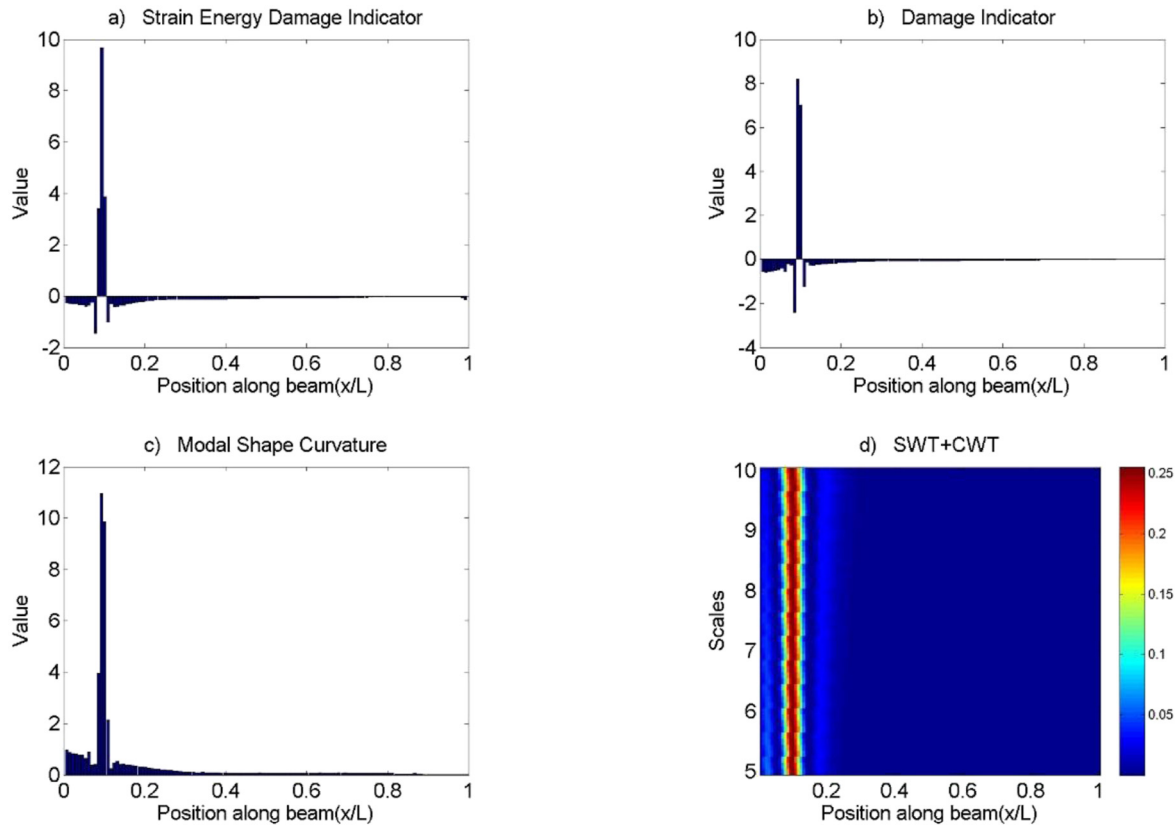 a) Strain Energy Damage Indicator
10
8
6
4
2
0
-2
Value
0 0.2 0.4 0.6 0.8 1
Position along beam(x/L)
b) Damage Indicator
10
8
6
4
2
0
-2
-4
Value
0 0.2 0.4 0.6 0.8 1
Position along beam(x/L)
c) Modal Shape Curvature
12
10
8
6
4
2
0
Value
0 0.2 0.4 0.6 0.8 1
Position along beam(x/L)
d) SWT+CWT
10
9
8
7
6
5
Scales
0.2 0.4 0.6 0.8 1
Position along beam(x/L)
0.25
0.2
0.15
0.1
0.05